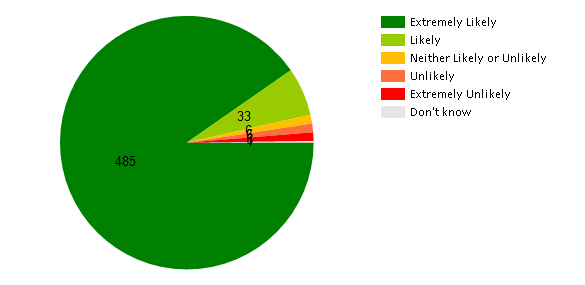 Extremely Likely
Likely
Neither Likely or Unlikely
Unlikely
Extremely Unlikely
Don't know
33
6
485